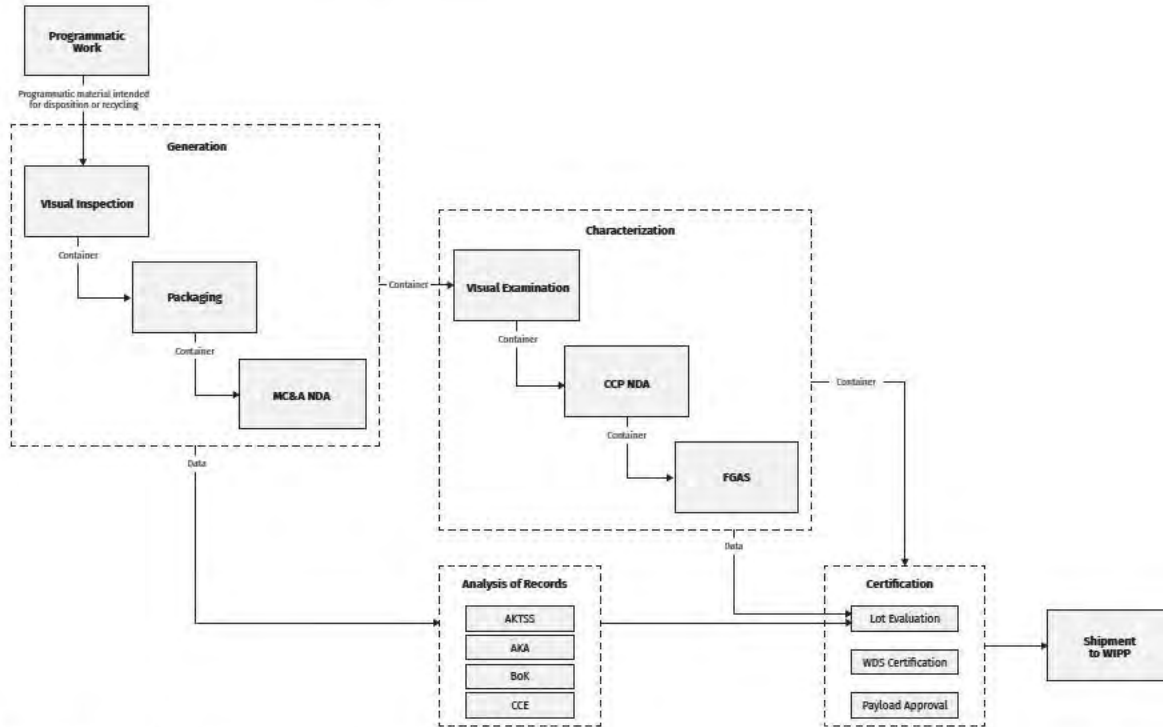 Programmatic
Work
Programmatic material intended
for disposition or recycling
Generation
Visual Inspection
Container
Packaging
Container
MC&A NDA
Container
Characterization
Visual Examination
Container
CCP NDA
Container
FGAS
Container
Data
Data
Analysis of Records
AKTSS
AKA
BoK
CCE
Certification
Lot Evaluation
WDS Certification
Payload Approval
Shipment
to WIPP